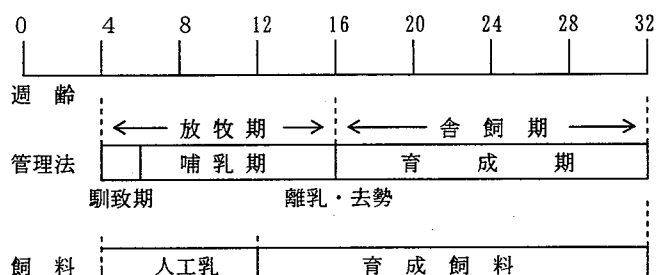 0 4 8 12 16 20 24 28 32
週 齢
放 牧 期 舎 飼 期
管理法 哺 乳 期 育 成 期
馴致期 離乳・去勢
飼 料 人工乳 育 成 飼 料